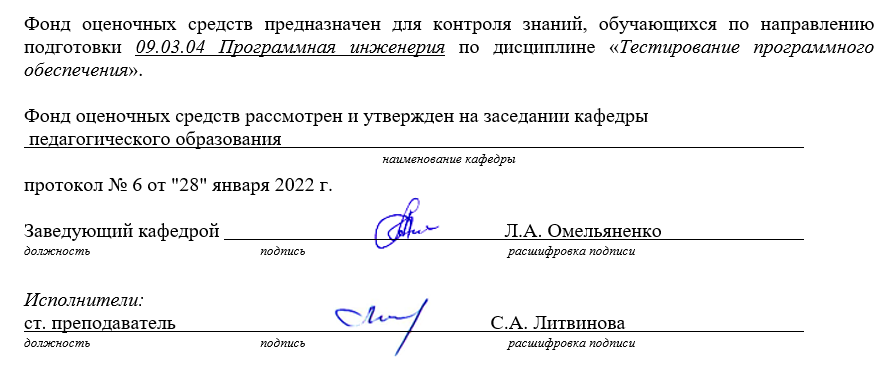 Фонд оценочных средств предназначен для контроля знаний, обучающихся по направлению
подготовки 09.03.04 Программная инженерия по дисциплине «Тестирование программного
обеспечения».
Фонд оценочных средств рассмотрен и утвержден на заседании кафедры
педагогического образования
наименование кафедры
протокол № 6 от "28" января 2022 г.
Заведующий кафедрой Л.А. Омельяненко
должность подпись расшифровка подписи
Исполнители:
ст. преподаватель С.А. Литвинова
должность подпись расшифровка подписи